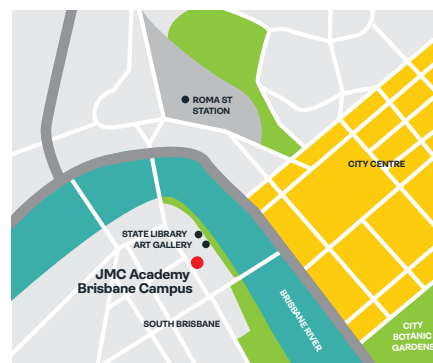 ROMA ST
STATION
CITY CENTRE
STATE LIBRARY
ART GALLERY
JMC Academy
Brisbane Campus
SOUTH BRISBANE
BRISBANE RIVER
CITY
BOTANIC
GARDENS